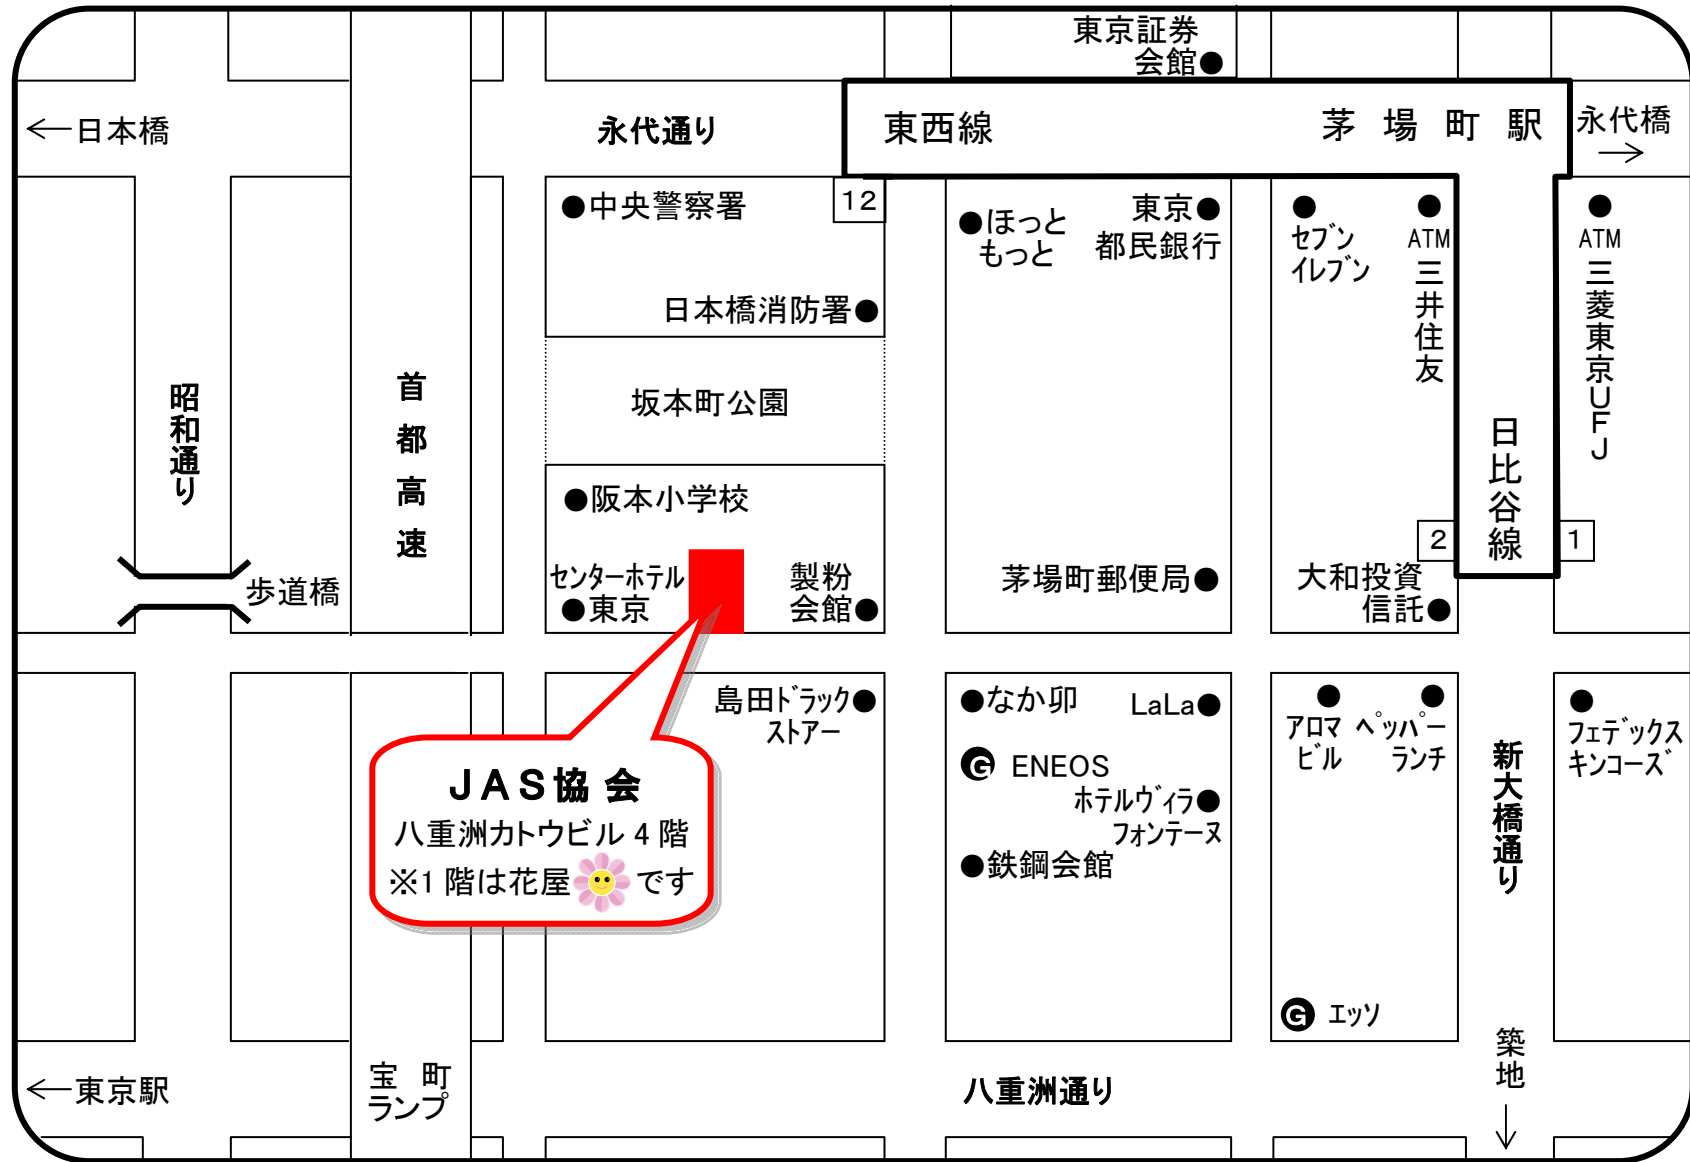 東京証券
会館●
←日本橋
永代通り
東西線
茅場町駅
永代橋
→
●中央警察署
12
日本橋消防署●
●ほっと
もっと
東京●
都民銀行
●
セブン
イレブン
●
ATM
三井住友
●
ATM
三菱東京UFJ
昭和通り
首都高速
坂本町公園
日比谷線
●阪本小学校
2
1
歩道橋
センターホテル
●東京
製粉
会館●
茅場町郵便局●
大和投資
信託●
島田ドラック●
ストアー
●なか卯
LaLa●
G ENEOS
ホテルヴィラ●
フォンテーヌ
●鉄鋼会館
●
アロマ
ビル
●
ペッパー
ランチ
●
フェデックス
キンコーズ
新大橋通り
JAS協会
八重洲カトウビル4階
※1階は花屋です
G エッソ
築地
↓
←東京駅
宝町
ランプ
八重洲通り